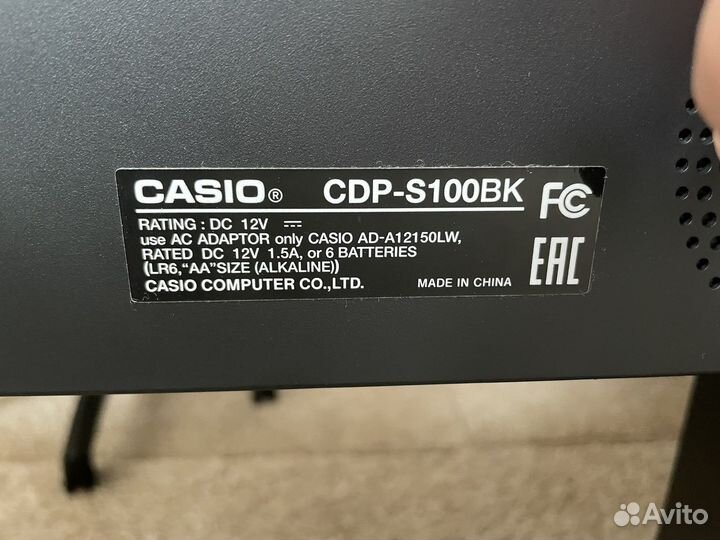 CASIO® CDP-S100BK FC
RATING : DC 12V ⎓
use AC ADAPTOR only CASIO AD-A12150LW,
RATED DC 12V 1.5A, or 6 BATTERIES
(LR6,“AA”SIZE (ALKALINE))
CASIO COMPUTER CO.,LTD. MADE IN CHINA
EAC
Avito